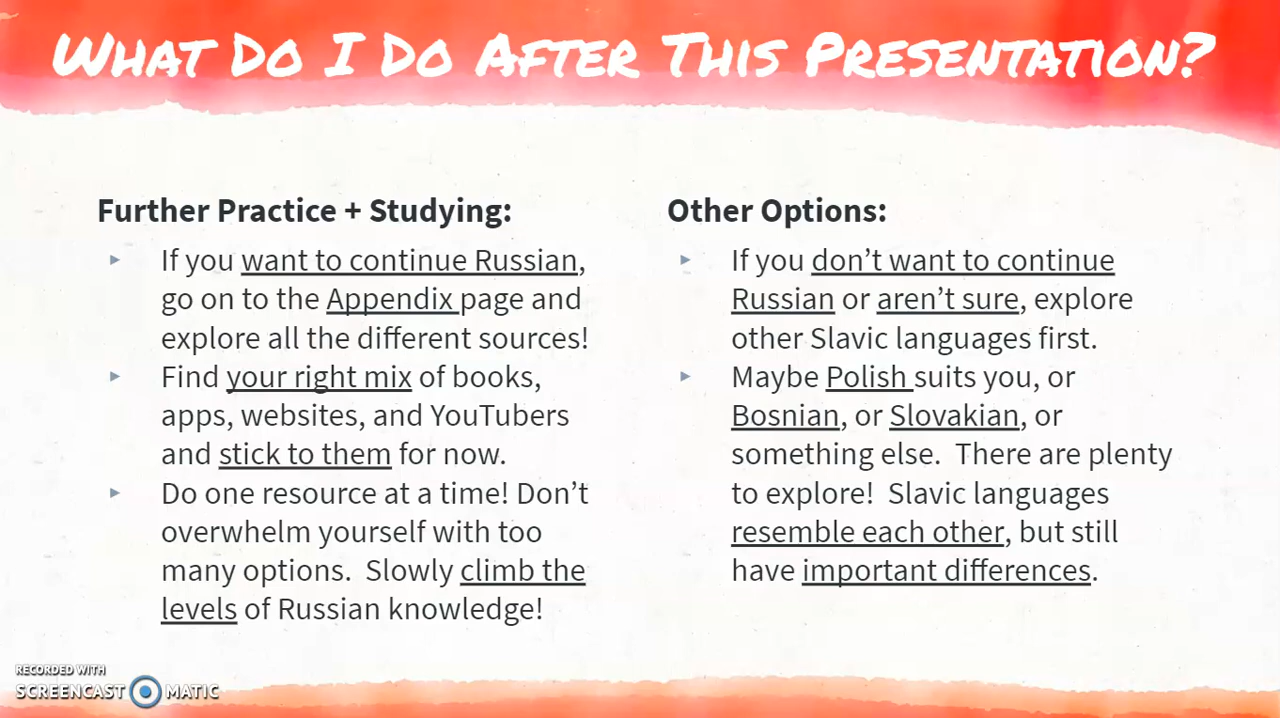 What Do I Do After This Presentation?
Further Practice + Studying:
▸ If you want to continue Russian,
go on to the Appendix page and
explore all the different sources!
▸ Find your right mix of books,
apps, websites, and YouTubers
and stick to them for now.
▸ Do one resource at a time! Don’t
overwhelm yourself with too
many options.  Slowly climb the
levels of Russian knowledge!
Other Options:
▸ If you don’t want to continue
Russian or aren’t sure, explore
other Slavic languages first.
▸ Maybe Polish suits you, or
Bosnian, or Slovakian, or
something else.  There are plenty
to explore!  Slavic languages
resemble each other, but still
have important differences.
RECORDED WITH
SCREENCAST MATIC